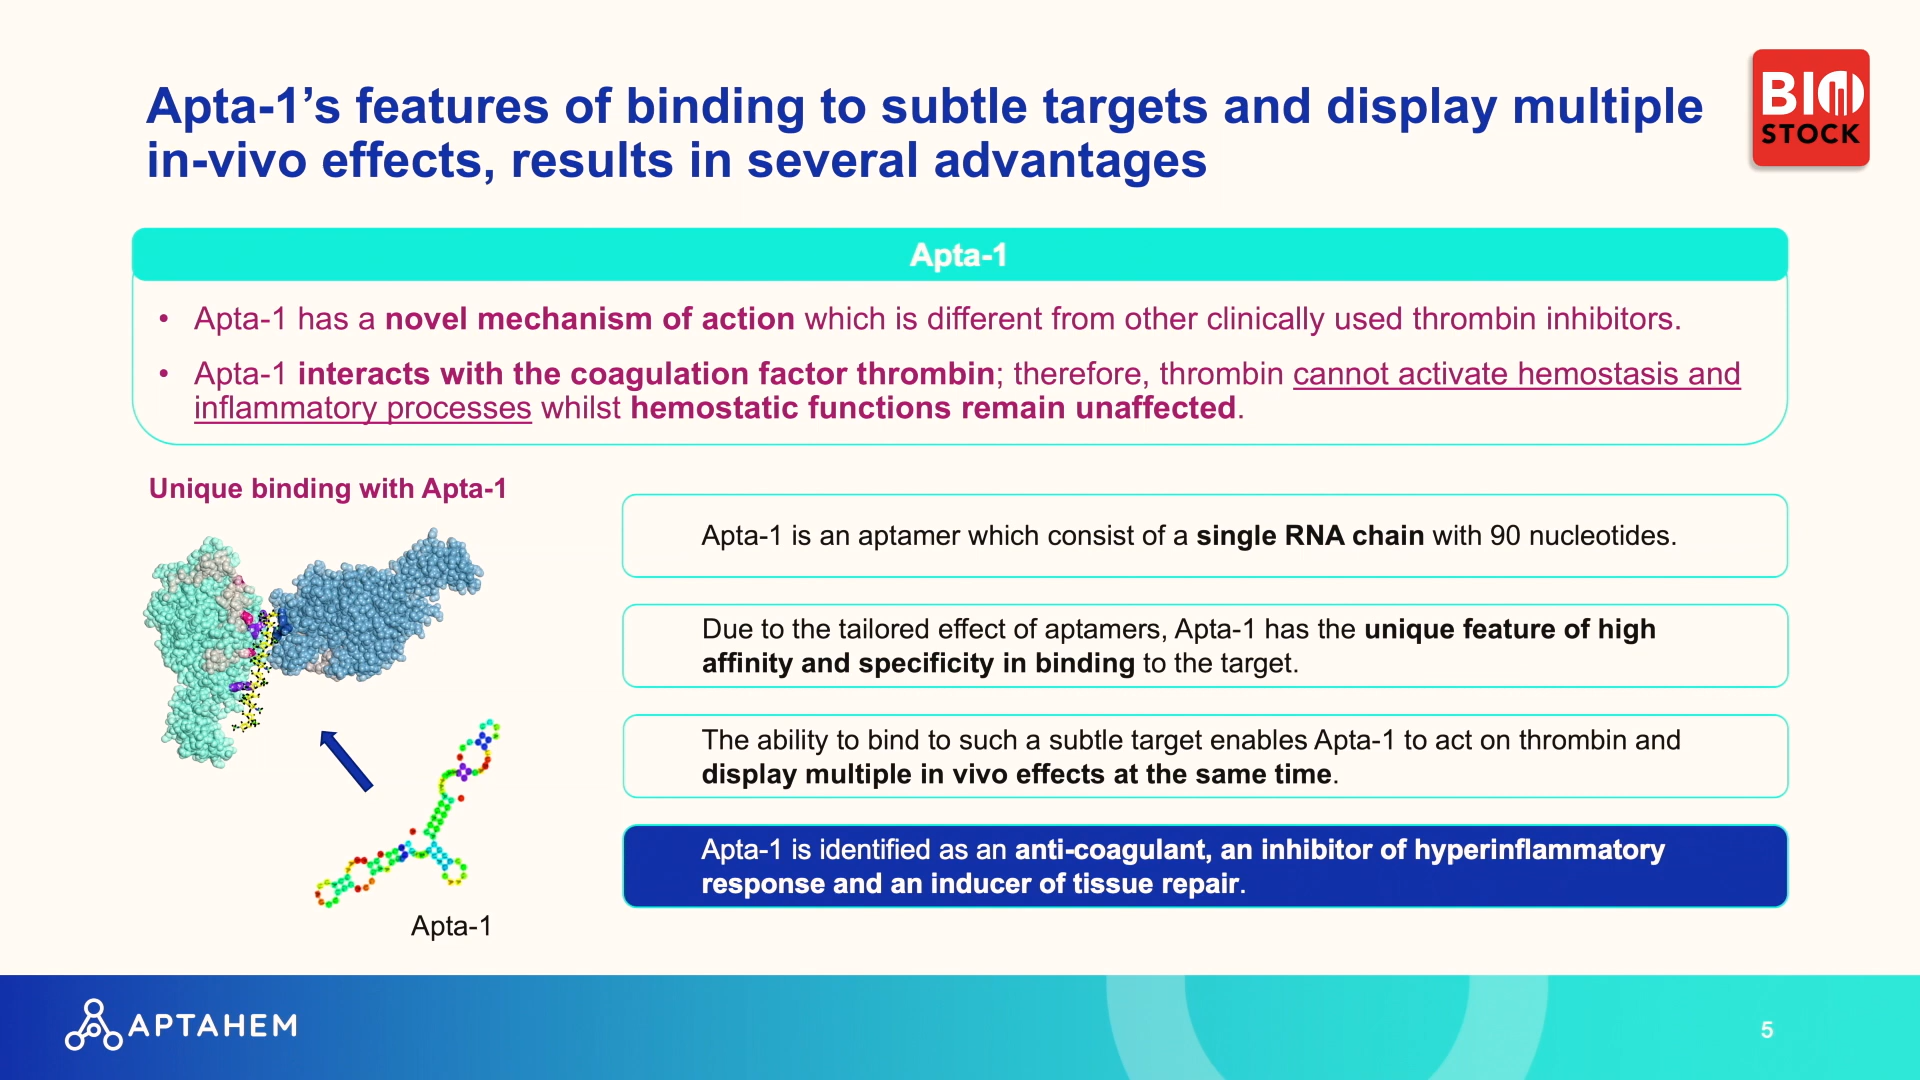 Apta-1’s features of binding to subtle targets and display multiple
in-vivo effects, results in several advantages
BIO
STOCK
Apta-1
• Apta-1 has a novel mechanism of action which is different from other clinically used thrombin inhibitors.
• Apta-1 interacts with the coagulation factor thrombin; therefore, thrombin cannot activate hemostasis and
inflammatory processes whilst hemostatic functions remain unaffected.
Unique binding with Apta-1
Apta-1 is an aptamer which consist of a single RNA chain with 90 nucleotides.
Due to the tailored effect of aptamers, Apta-1 has the unique feature of high
affinity and specificity in binding to the target.
The ability to bind to such a subtle target enables Apta-1 to act on thrombin and
display multiple in vivo effects at the same time.
Apta-1 is identified as an anti-coagulant, an inhibitor of hyperinflammatory
response and an inducer of tissue repair.
Apta-1
APTAHEM
5